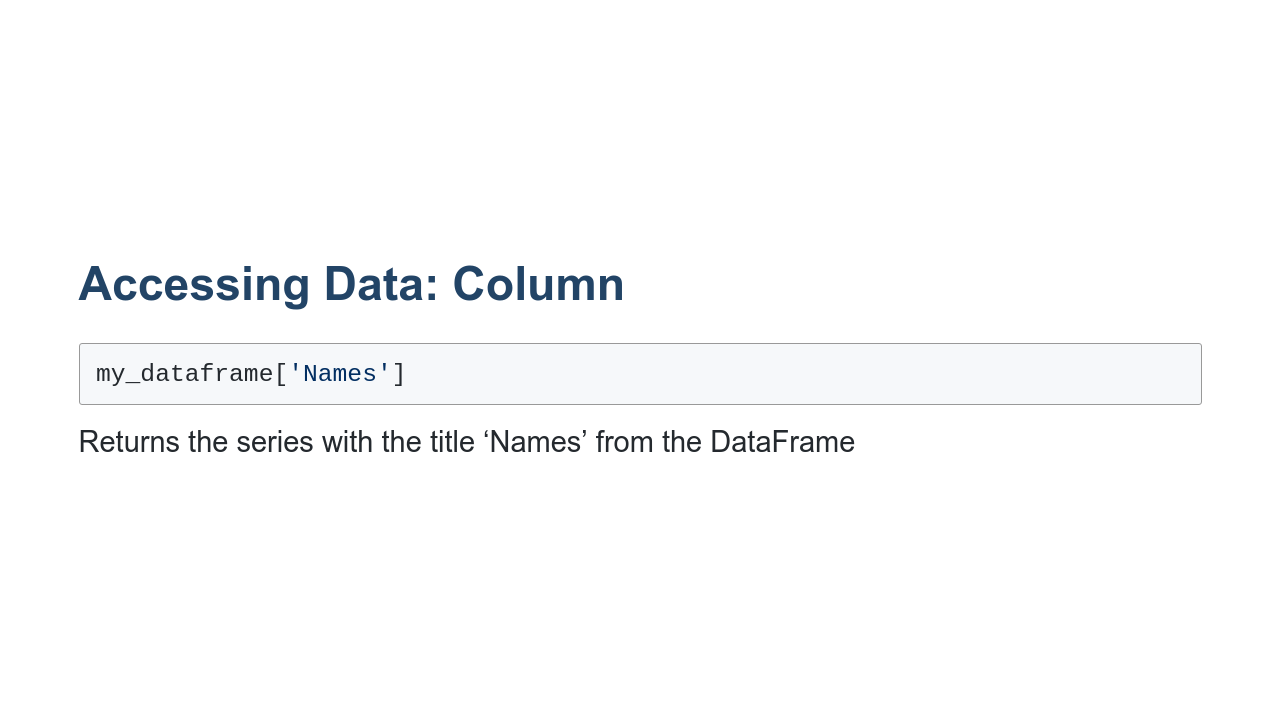 Accessing Data: Column
my_dataframe['Names']
Returns the series with the title ‘Names’ from the DataFrame